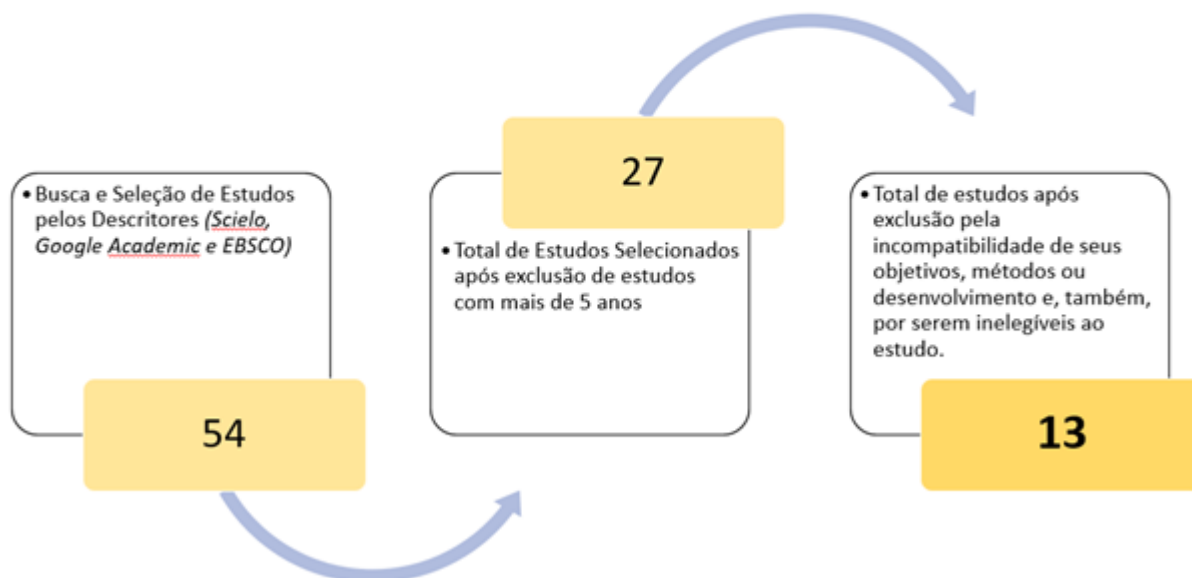 • Busca e Seleção de Estudos
pelos Descritores (Scielo,
Google Academic e EBSCO)
54
27
• Total de Estudos Selecionados
após exclusão de estudos
com mais de 5 anos
• Total de estudos após
exclusão pela
incompatibilidade de seus
objetivos, métodos ou
desenvolvimento e, também,
por serem inelegíveis ao
estudo.
13